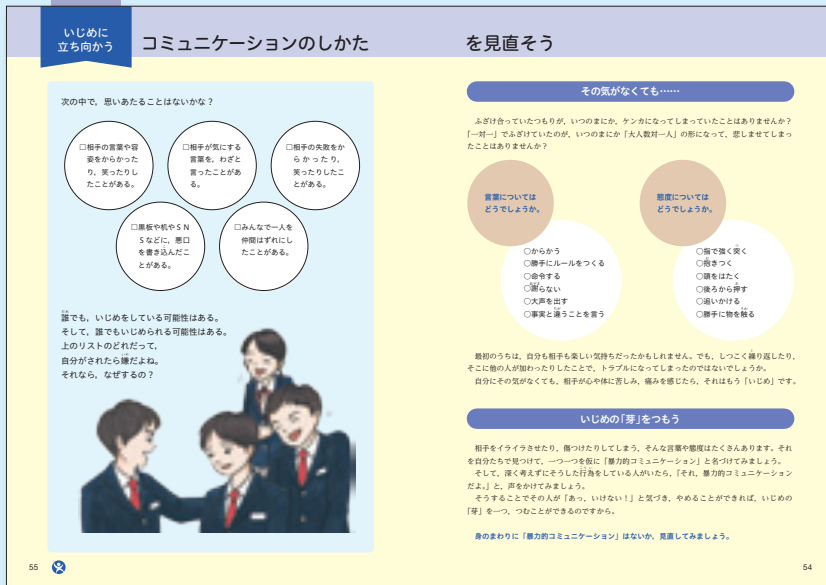 いじめに
立ち向かう
コミュニケーションのしかた
を見直そう
次の中で，思いあたることはないかな？
□相手の言葉や容
姿をからかった
り，笑ったりし
たことがある。
□相手が気にする
言葉を，わざと
言ったことがあ
る。
□相手の失敗をか
らかったり，
笑ったりしたこ
とがある。
□黒板や机やＳＮ
Ｓなどに，悪口
を書き込んだこ
とがある。
□みんなで一人を
仲間はずれにし
たことがある。
誰でも，いじめをしている可能性はある。
そして，誰でもいじめられる可能性はある。
上のリストのどれだって，
自分がされたら嫌だよね。
それなら，なぜするの？
その気がなくても……
ふざけ合っていたつもりが，いつのまにか，ケンカになってしまっていたことはありませんか？
「一対一」でふざけていたのが，いつのまにか「大人数対一人」の形になって，悲しませてしまっ
たことはありませんか？
言葉については
どうでしょうか。
○からかう
○勝手にルールをつくる
○命令する
○謝らない
○大声を出す
○事実と違うことを言う
態度については
どうでしょうか。
○指で強く突く
○抱きつく
○頭をはたく
○後ろから押す
○追いかける
○勝手に物を触る
最初のうちは，自分も相手も楽しい気持ちだったかもしれません。でも，しつこく繰り返したり，
そこに他の人が加わったりしたことで，トラブルになってしまったのではないでしょうか。
自分にその気がなくても，相手が心や体に苦しみ，痛みを感じたら，それはもう「いじめ」です。
いじめの「芽」をつもう
相手をイライラさせたり，傷つけたりしてしまう，そんな言葉や態度はたくさんあります。それ
を自分たちで見つけて，一つ一つを仮に「暴力的コミュニケーション」と名づけてみましょう。
そして，深く考えずにそうした行為をしている人がいたら，「それ，暴力的コミュニケーション
だよ。」と，声をかけてみましょう。
そうすることでその人が「あっ，いけない！」と気づき，やめることができれば，いじめの
「芽」を一つ，つむことができるのですから。
身のまわりに「暴力的コミュニケーション」はないか，見直してみましょう。
55
54